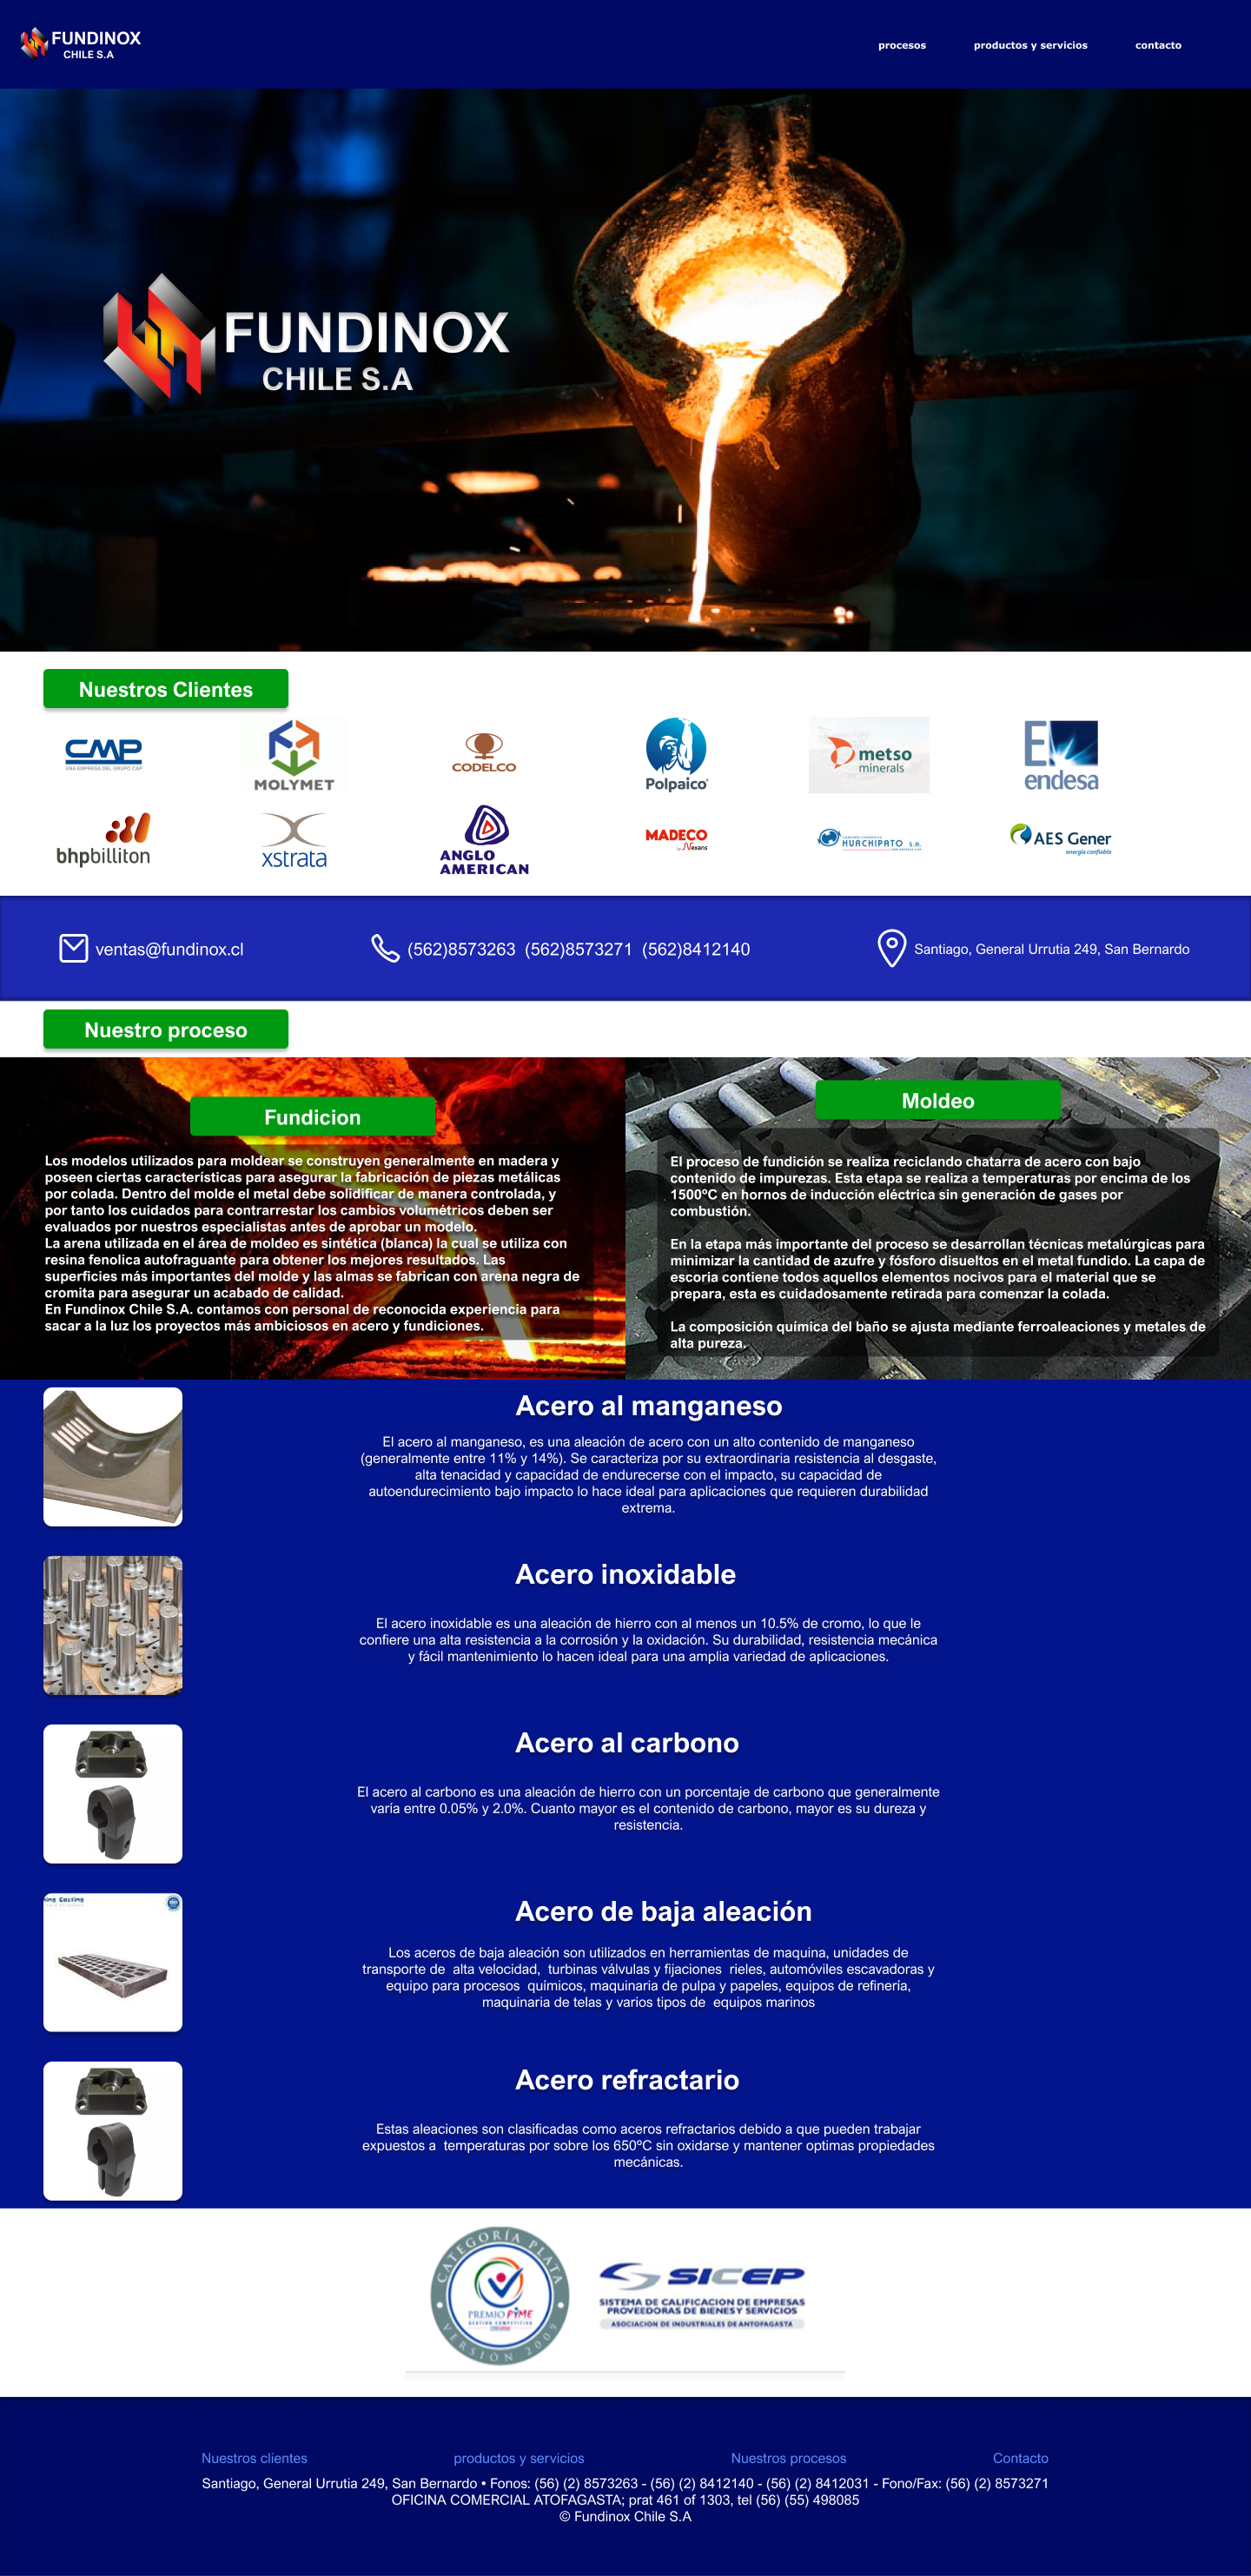 FUNDINOX
CHILE S.A
procesos
productos y servicios
contacto
FUNDINOX
CHILE S.A
Nuestros Clientes
CMP
UNA EMPRESA DEL GRUPO CAP
MOLYMET
CODELCO
Polpaico
metso
minerals
E
endesa
bhpbilliton
xstrata
ANGLO
AMERICAN
MADECO
by Nexans
HUACHIPATO S.A.
AES Gener
energía confiable
ventas@fundinox.cl
(562)8573263 (562)8573271 (562)8412140
Santiago, General Urrutia 249, San Bernardo
Nuestro proceso
Fundicion
Los modelos utilizados para moldear se construyen generalmente en madera y
poseen ciertas características para asegurar la fabricación de piezas metálicas
por colada. Dentro del molde el metal debe solidificar de manera controlada, y
por tanto los cuidados para contrarrestar los cambios volumétricos deben ser
evaluados por nuestros especialistas antes de aprobar un modelo.
La arena utilizada en el área de moldeo es sintética (blanca) la cual se utiliza con
resina fenolica autofraguante para obtener los mejores resultados. Las
superficies más importantes del molde y las almas se fabrican con arena negra de
cromita para asegurar un acabado de calidad.
En Fundinox Chile S.A. contamos con personal de reconocida experiencia para
sacar a la luz los proyectos más ambiciosos en acero y fundiciones.
Moldeo
El proceso de fundición se realiza reciclando chatarra de acero con bajo
contenido de impurezas. Esta etapa se realiza a temperaturas por encima de los
1500ºC en hornos de inducción eléctrica sin generación de gases por
combustión.
En la etapa más importante del proceso se desarrollan técnicas metalúrgicas para
minimizar la cantidad de azufre y fósforo disueltos en el metal fundido. La capa de
escoria contiene todos aquellos elementos nocivos para el material que se
prepara, esta es cuidadosamente retirada para comenzar la colada.
La composición química del baño se ajusta mediante ferroaleaciones y metales de
alta pureza.
Acero al manganeso
El acero al manganeso, es una aleación de acero con un alto contenido de manganeso
(generalmente entre 11% y 14%). Se caracteriza por su extraordinaria resistencia al desgaste,
alta tenacidad y capacidad de endurecerse con el impacto, su capacidad de
autoendurecimiento bajo impacto lo hace ideal para aplicaciones que requieren durabilidad
extrema.
Acero inoxidable
El acero inoxidable es una aleación de hierro con al menos un 10.5% de cromo, lo que le
confiere una alta resistencia a la corrosión y la oxidación. Su durabilidad, resistencia mecánica
y fácil mantenimiento lo hacen ideal para una amplia variedad de aplicaciones.
Acero al carbono
El acero al carbono es una aleación de hierro con un porcentaje de carbono que generalmente
varía entre 0.05% y 2.0%. Cuanto mayor es el contenido de carbono, mayor es su dureza y
resistencia.
Acero de baja aleación
Los aceros de baja aleación son utilizados en herramientas de maquina, unidades de
transporte de alta velocidad, turbinas válvulas y fijaciones rieles, automóviles escavadoras y
equipo para procesos químicos, maquinaria de pulpa y papeles, equipos de refinería,
maquinaria de telas y varios tipos de equipos marinos
Acero refractario
Estas aleaciones son clasificadas como aceros refractarios debido a que pueden trabajar
expuestos a temperaturas por sobre los 650ºC sin oxidarse y mantener optimas propiedades
mecánicas.
CATEGORÍA PLATA
PREMIO PYME
VERSIÓN 2009
SICEP
SISTEMA DE CALIFICACION DE EMPRESAS
PROVEEDORAS DE BIENES Y SERVICIOS
ASOCIACION DE INDUSTRIALES DE ANTOFAGASTA
Nuestros clientes
productos y servicios
Nuestros procesos
Contacto
Santiago, General Urrutia 249, San Bernardo • Fonos: (56) (2) 8573263 - (56) (2) 8412140 - (56) (2) 8412031 - Fono/Fax: (56) (2) 8573271
OFICINA COMERCIAL ATOFAGASTA; prat 461 of 1303, tel (56) (55) 498085
© Fundinox Chile S.A